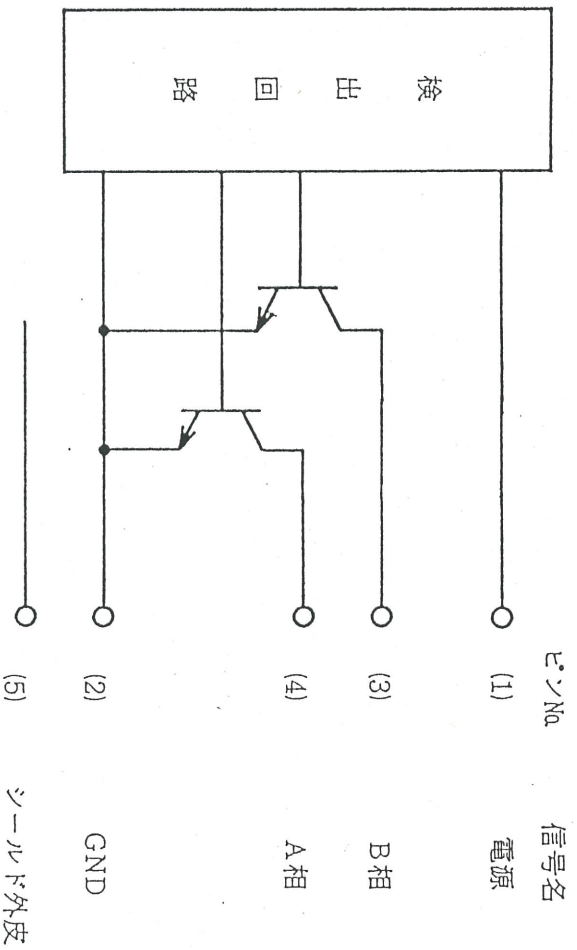 検出回路
ピンNo. 信号名
(1) 電源
(3) B相
(4) A相
(2) GND
(5) シールド外皮